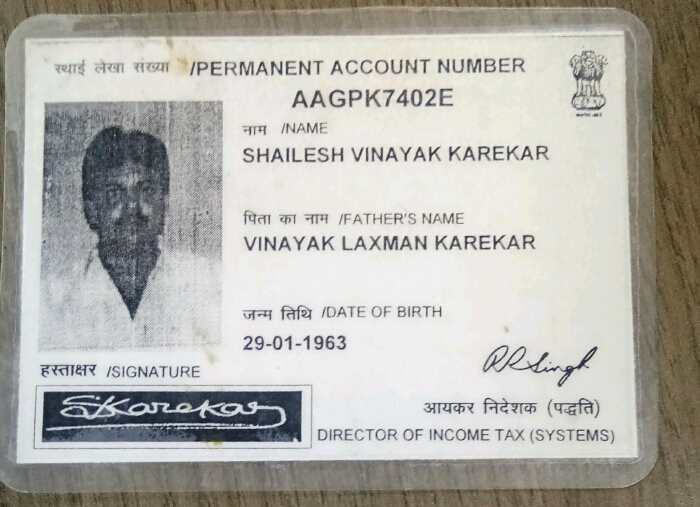 स्थाई लेखा संख्या /PERMANENT ACCOUNT NUMBER
AAGPK7402E
नाम /NAME
SHAILESH VINAYAK KAREKAR
पिता का नाम /FATHER'S NAME
VINAYAK LAXMAN KAREKAR
जन्म तिथि /DATE OF BIRTH
29-01-1963
हस्ताक्षर /SIGNATURE
SKarekar
RRSingh
आयकर निदेशक (पद्धति)
DIRECTOR OF INCOME TAX (SYSTEMS)